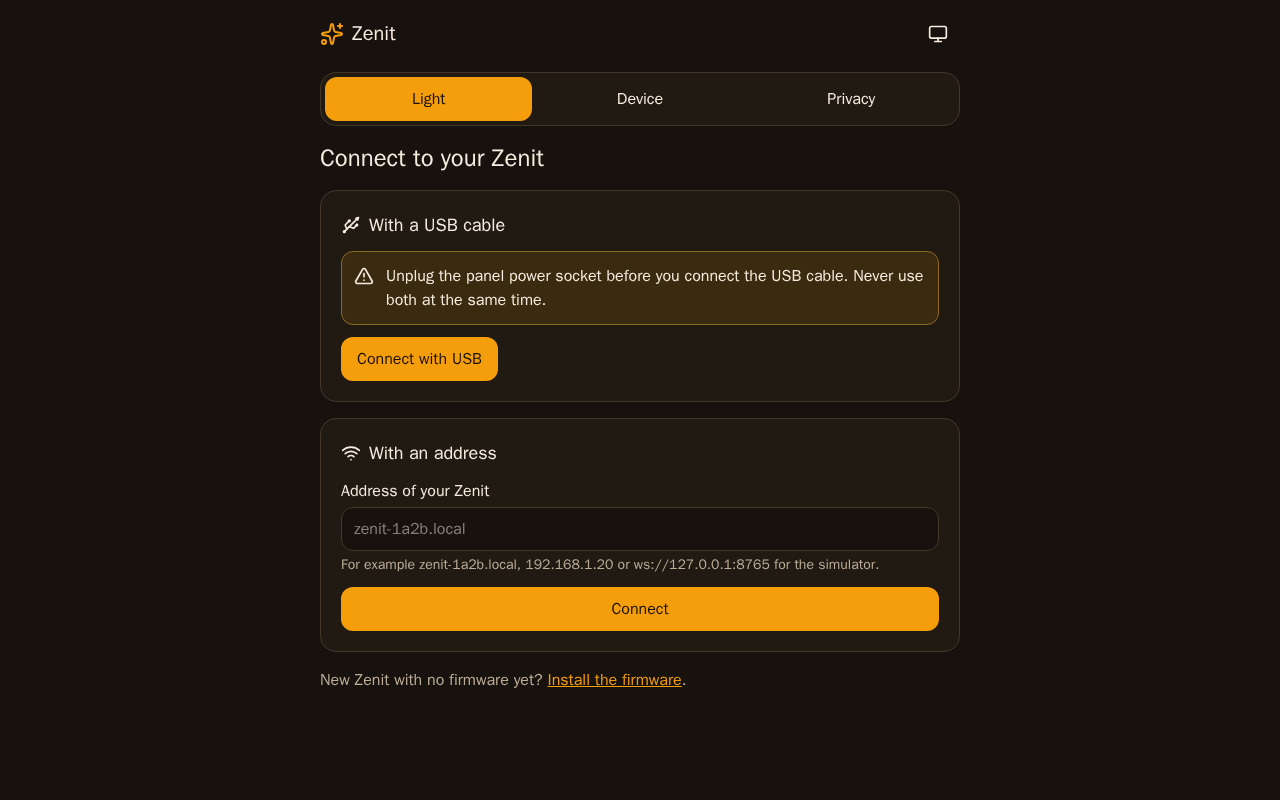 Zenit
Light
Device
Privacy
Connect to your Zenit
With a USB cable
Unplug the panel power socket before you connect the USB cable. Never use
both at the same time.
Connect with USB
With an address
Address of your Zenit
zenit-1a2b.local
For example zenit-1a2b.local, 192.168.1.20 or ws://127.0.0.1:8765 for the simulator.
Connect
New Zenit with no firmware yet? Install the firmware.